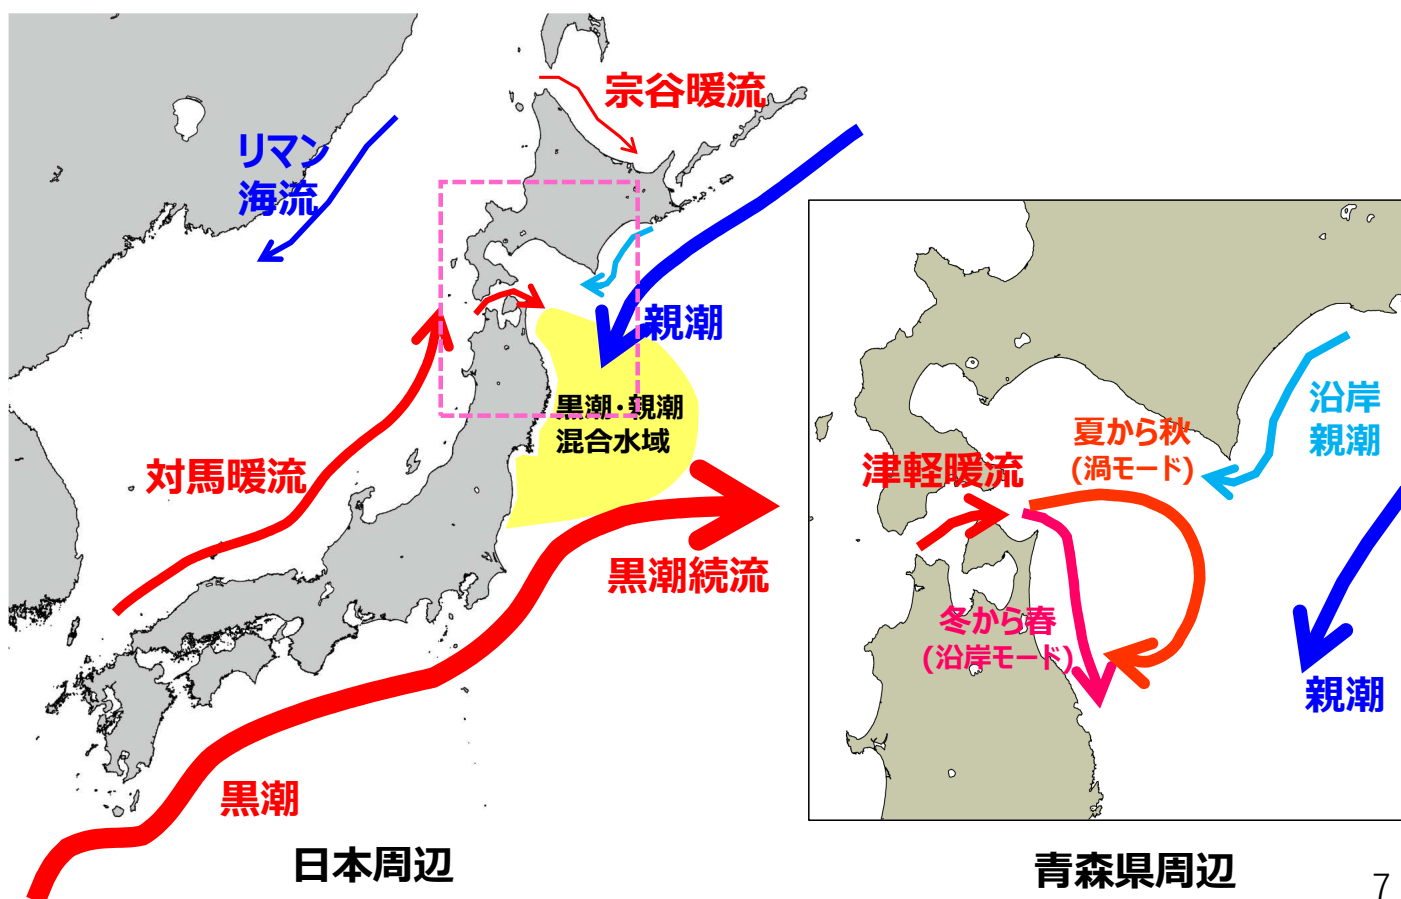 宗谷暖流
リマン
海流
親潮
黒潮・親潮
混合水域
対馬暖流
黒潮続流
黒潮
日本周辺
沿岸
親潮
夏から秋
(渦モード)
津軽暖流
冬から春
(沿岸モード)
親潮
青森県周辺
7